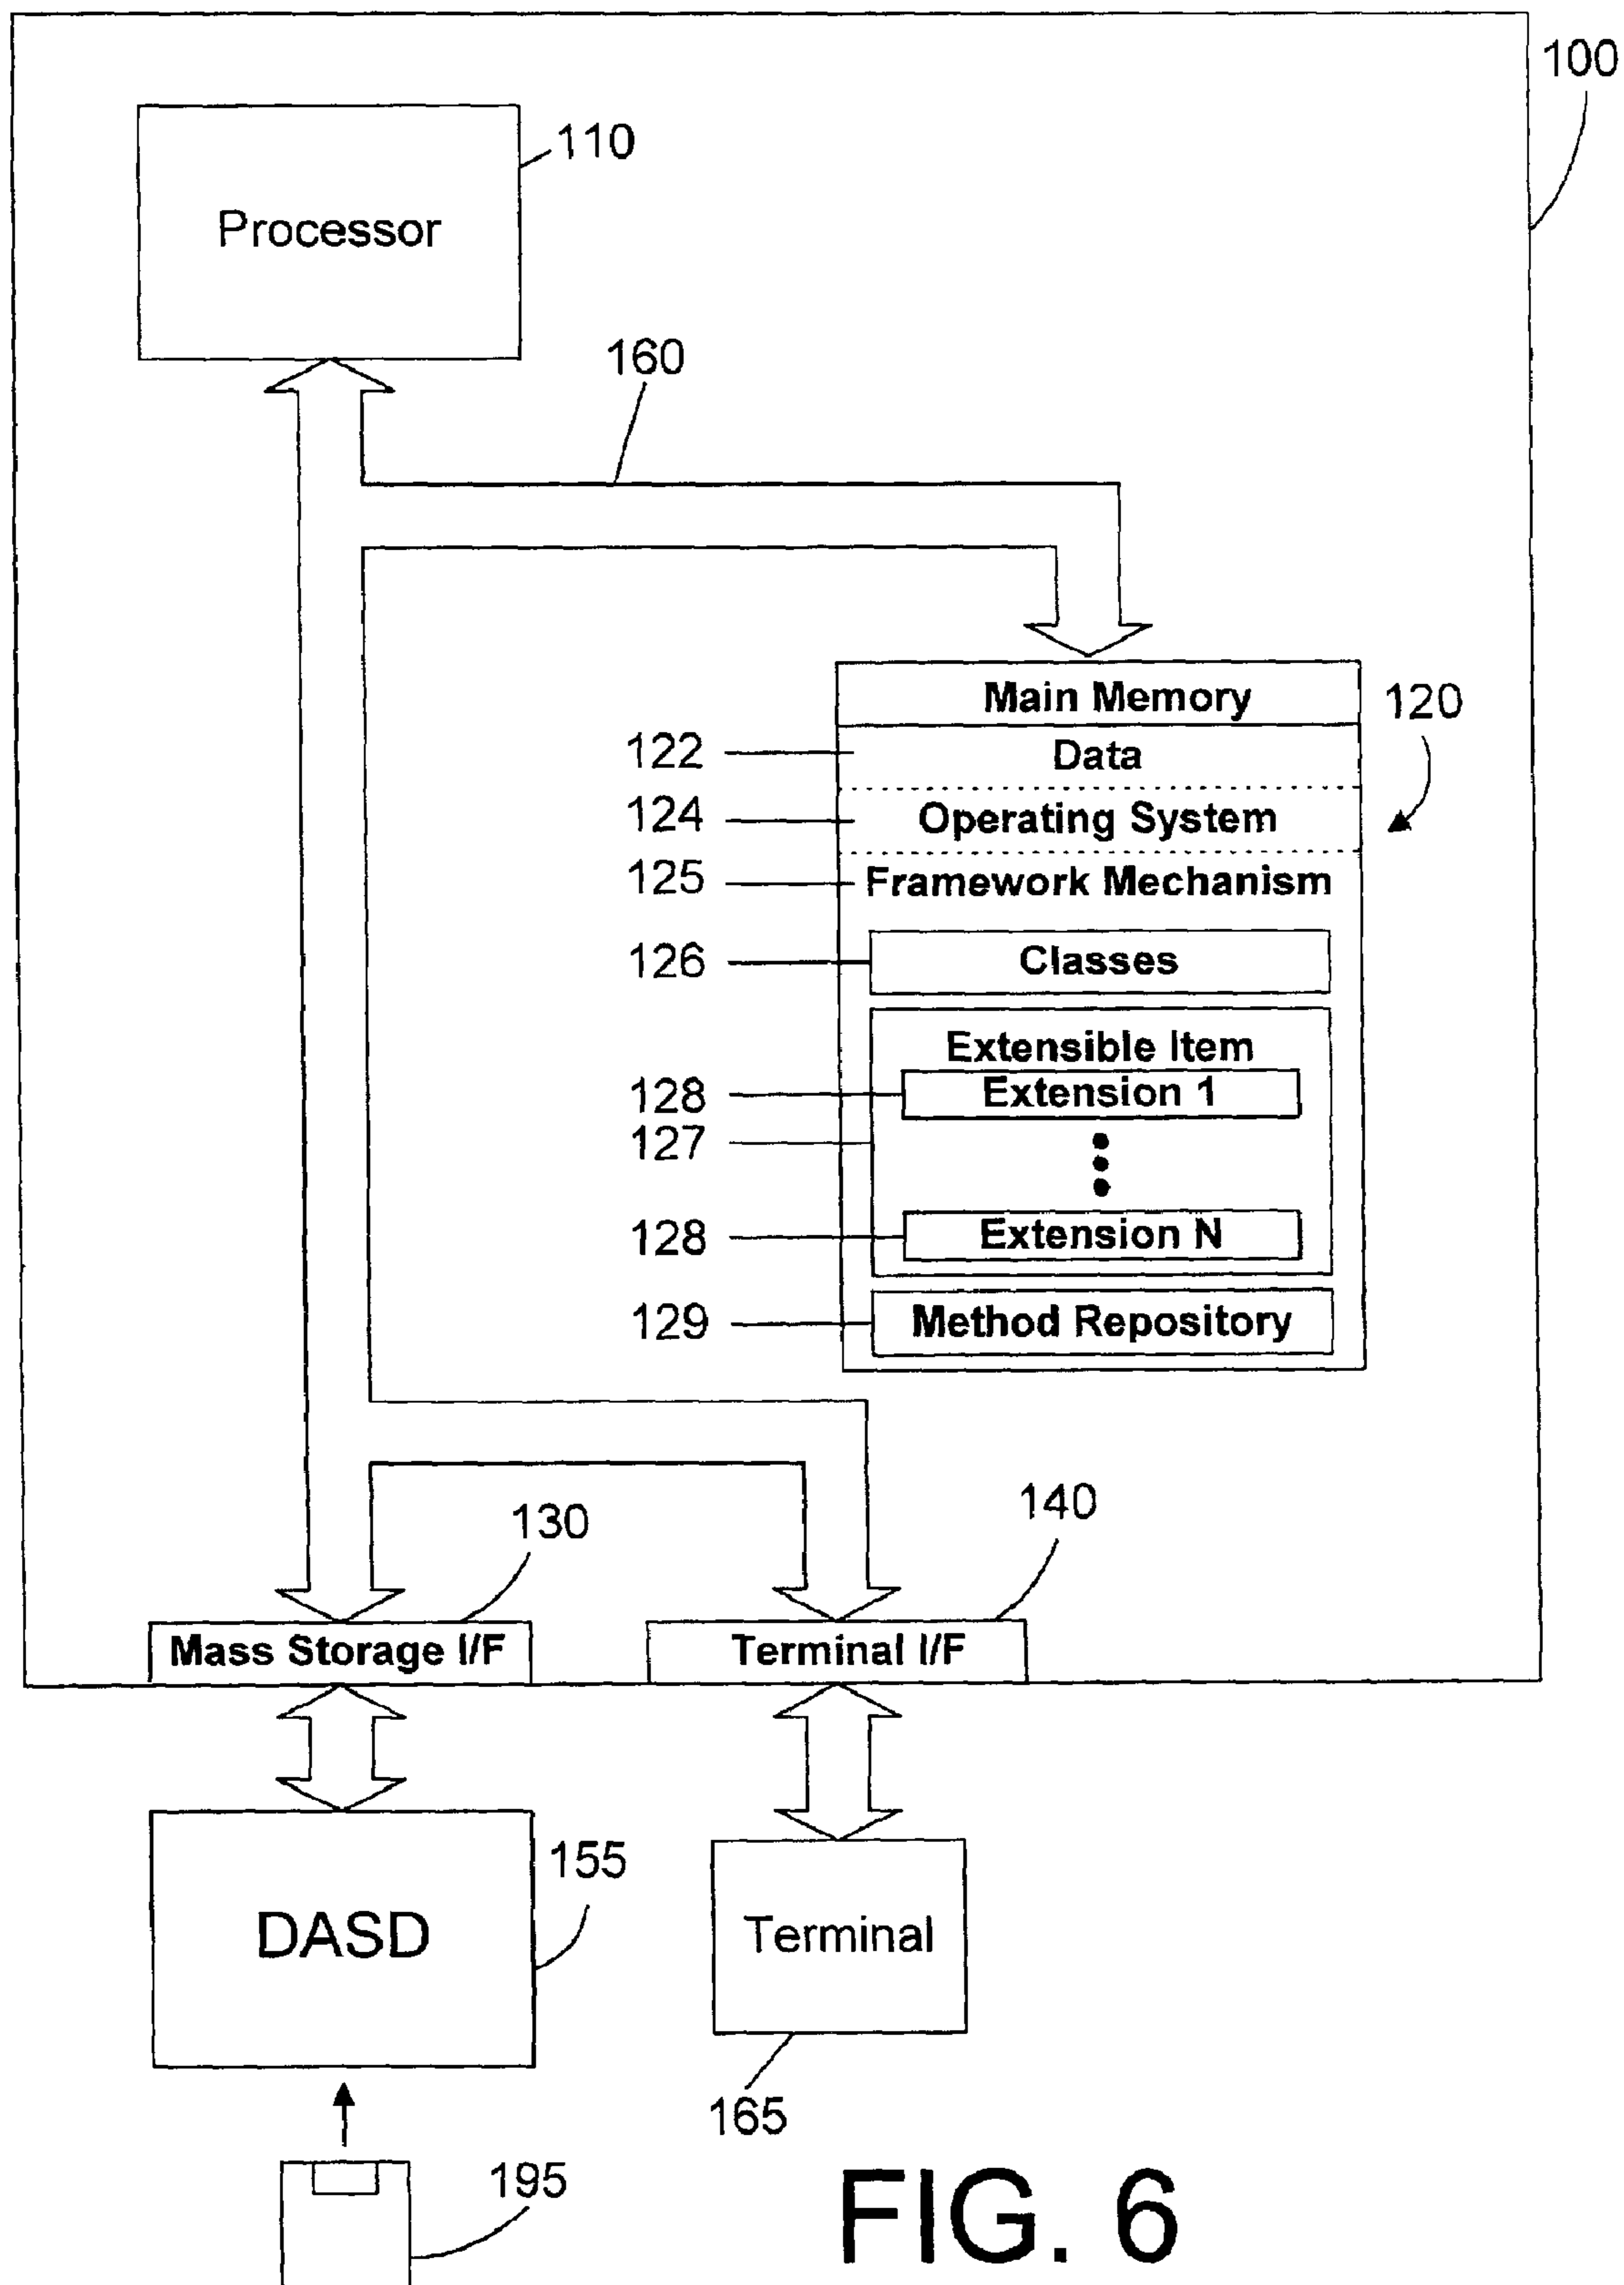 100
110
Processor
160
Main Memory
120
122
Data
124
Operating System
125
Framework Mechanism
126
Classes
Extensible Item
128
Extension 1
127
128
Extension N
129
Method Repository
130
140
Mass Storage I/F
Terminal I/F
155
DASD
Terminal
165
195
FIG. 6